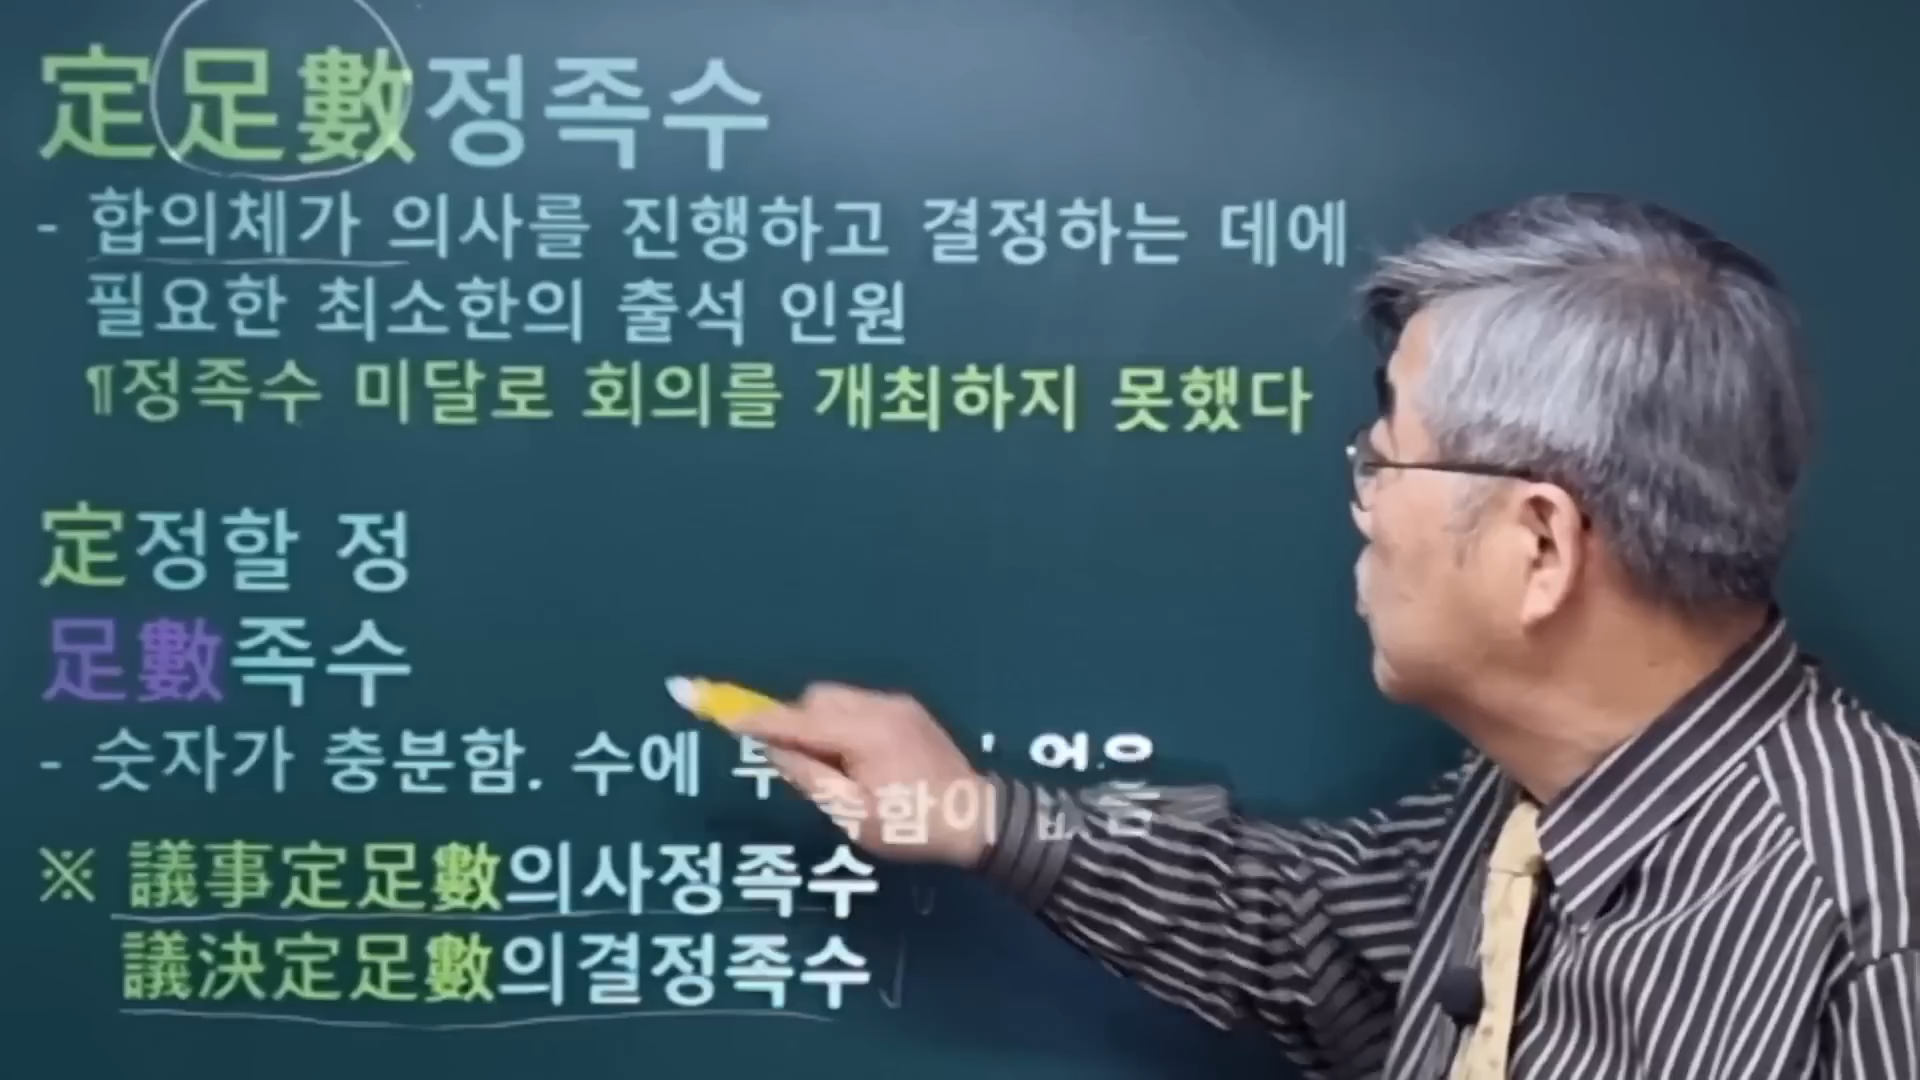 定足數정족수
- 합의체가 의사를 진행하고 결정하는 데에
필요한 최소한의 출석 인원
¶정족수 미달로 회의를 개최하지 못했다
定정할 정
足數족수
- 숫자가 충분함. 수에
※ 議事定足數의사정족수
議決定足數의결정족수